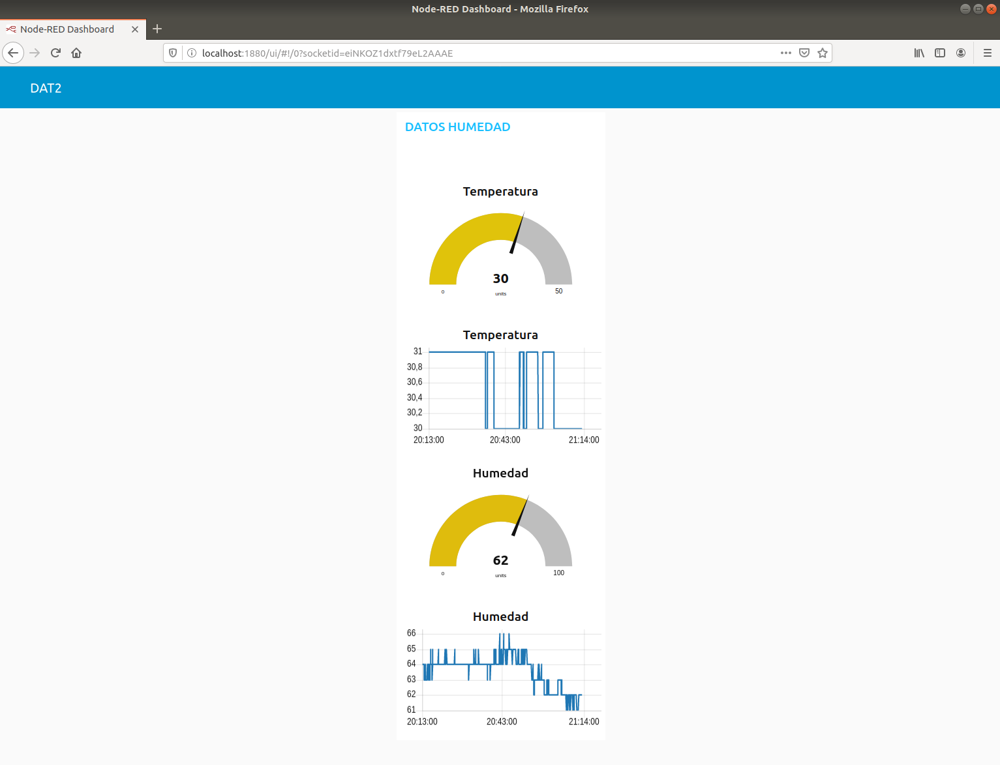 Node-RED Dashboard - Mozilla Firefox
Node-RED Dashboard
localhost:1880/ui/#!/0?socketid=eiNKOZ1dxtf79eL2AAAE
DAT2
DATOS HUMEDAD
Temperatura
30
0 units 50
Temperatura
31
30,8
30,6
30,4
30,2
30
20:13:00 20:43:00 21:14:00
Humedad
62
0 units 100
Humedad
66
65
64
63
62
61
20:13:00 20:43:00 21:14:00